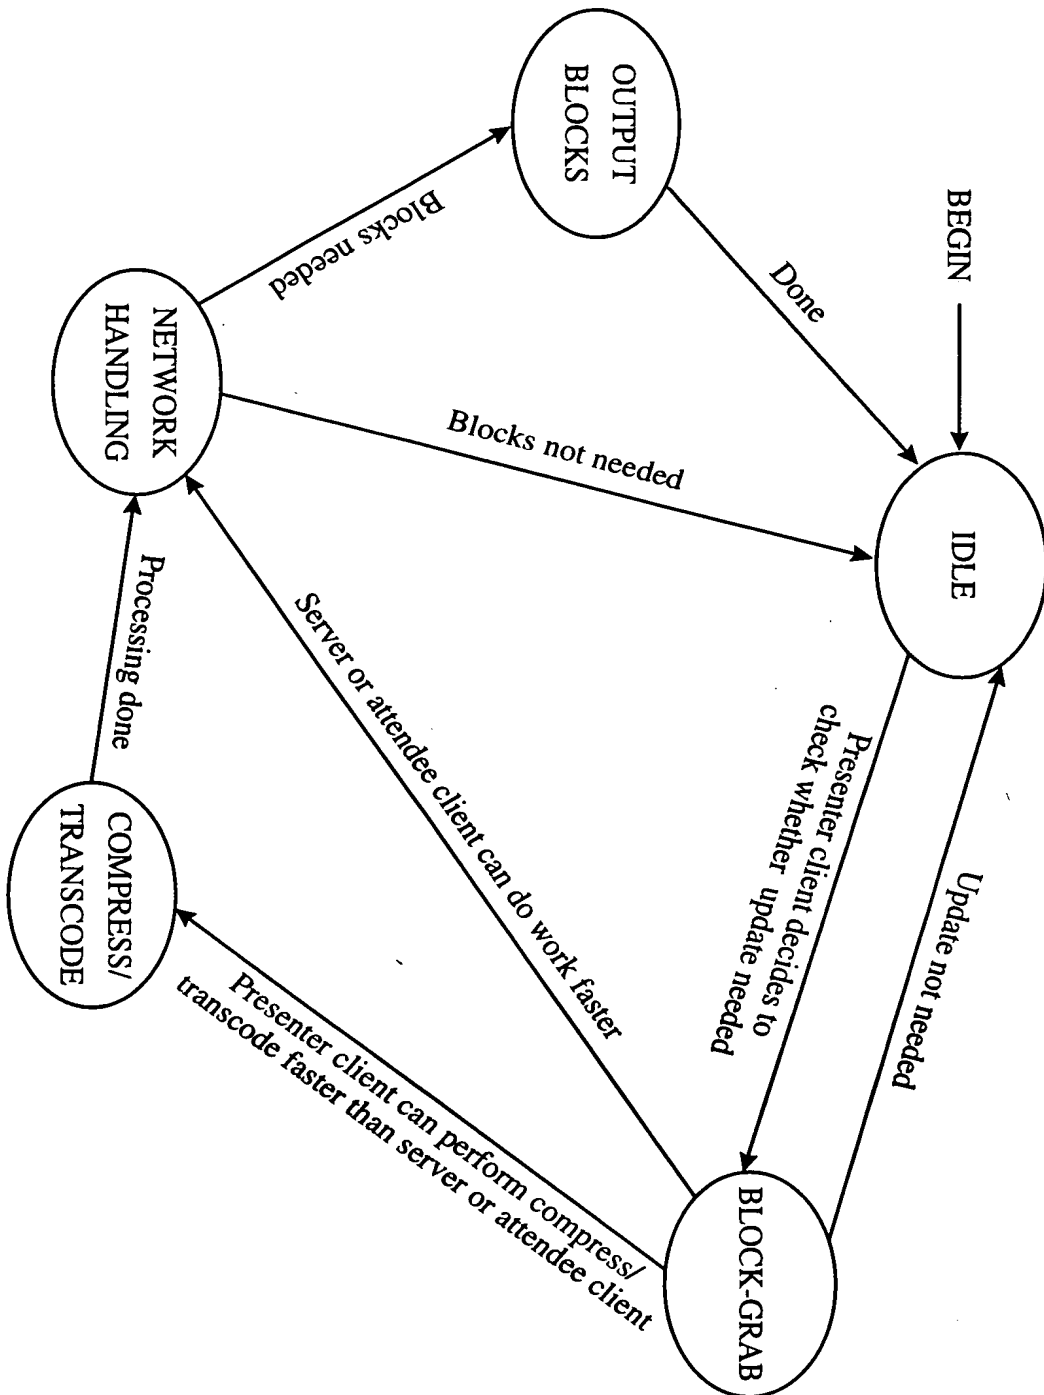 BEGIN
IDLE
Update not needed
Presenter client decides to
check whether update needed
BLOCK-GRAB
Done
OUTPUT
BLOCKS
Blocks not needed
Server or attendee client can do work faster
Presenter client can perform compress/
transcode faster than server or attendee client
Blocks needed
NETWORK
HANDLING
Processing done
COMPRESS/
TRANSCODE